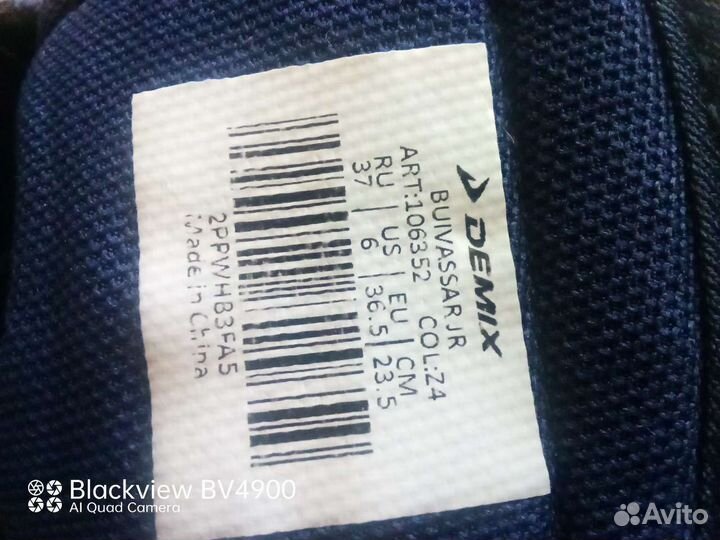 DEMIX
BUIVASSAR JR
ART:106352 COL:Z4
RU | US | EU | CM
37 | 6 | 36.5 | 23.5
2PPWHB3FA5
Made in China
Blackview BV4900
AI Quad Camera
Avito